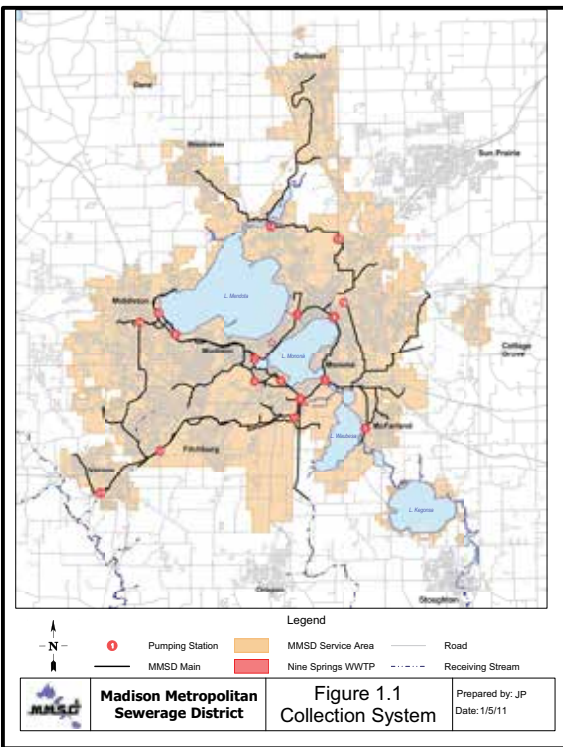 DeForest
Dane
Waunakee
Sun Prairie
L. Mendota
Middleton
Madison
L. Monona
Monona
Cottage
Grove
McFarland
L. Waubesa
Fitchburg
L. Kegonsa
Stoughton
Legend
N
1 Pumping Station
MMSD Service Area
Road
MMSD Main
Nine Springs WWTP
Receiving Stream
M.M.S.D
Madison Metropolitan
Sewerage District
Figure 1.1
Collection System
Prepared by: JP
Date: 1/5/11